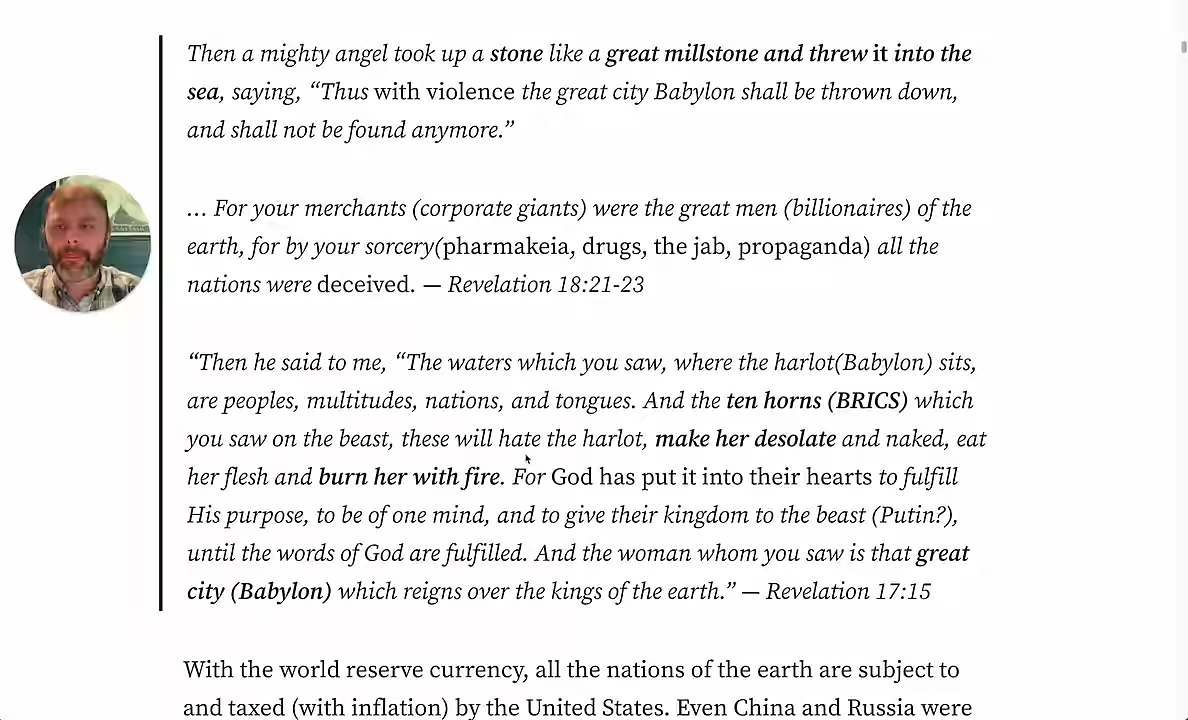 Then a mighty angel took up a stone like a great millstone and threw it into the
sea, saying, “Thus with violence the great city Babylon shall be thrown down,
and shall not be found anymore.”
… For your merchants (corporate giants) were the great men (billionaires) of the
earth, for by your sorcery(pharmakeia, drugs, the jab, propaganda) all the
nations were deceived. — Revelation 18:21-23
“Then he said to me, “The waters which you saw, where the harlot(Babylon) sits,
are peoples, multitudes, nations, and tongues. And the ten horns (BRICS) which
you saw on the beast, these will hate the harlot, make her desolate and naked, eat
her flesh and burn her with fire. For God has put it into their hearts to fulfill
His purpose, to be of one mind, and to give their kingdom to the beast (Putin?),
until the words of God are fulfilled. And the woman whom you saw is that great
city (Babylon) which reigns over the kings of the earth.” — Revelation 17:15
With the world reserve currency, all the nations of the earth are subject to
and taxed (with inflation) by the United States. Even China and Russia were